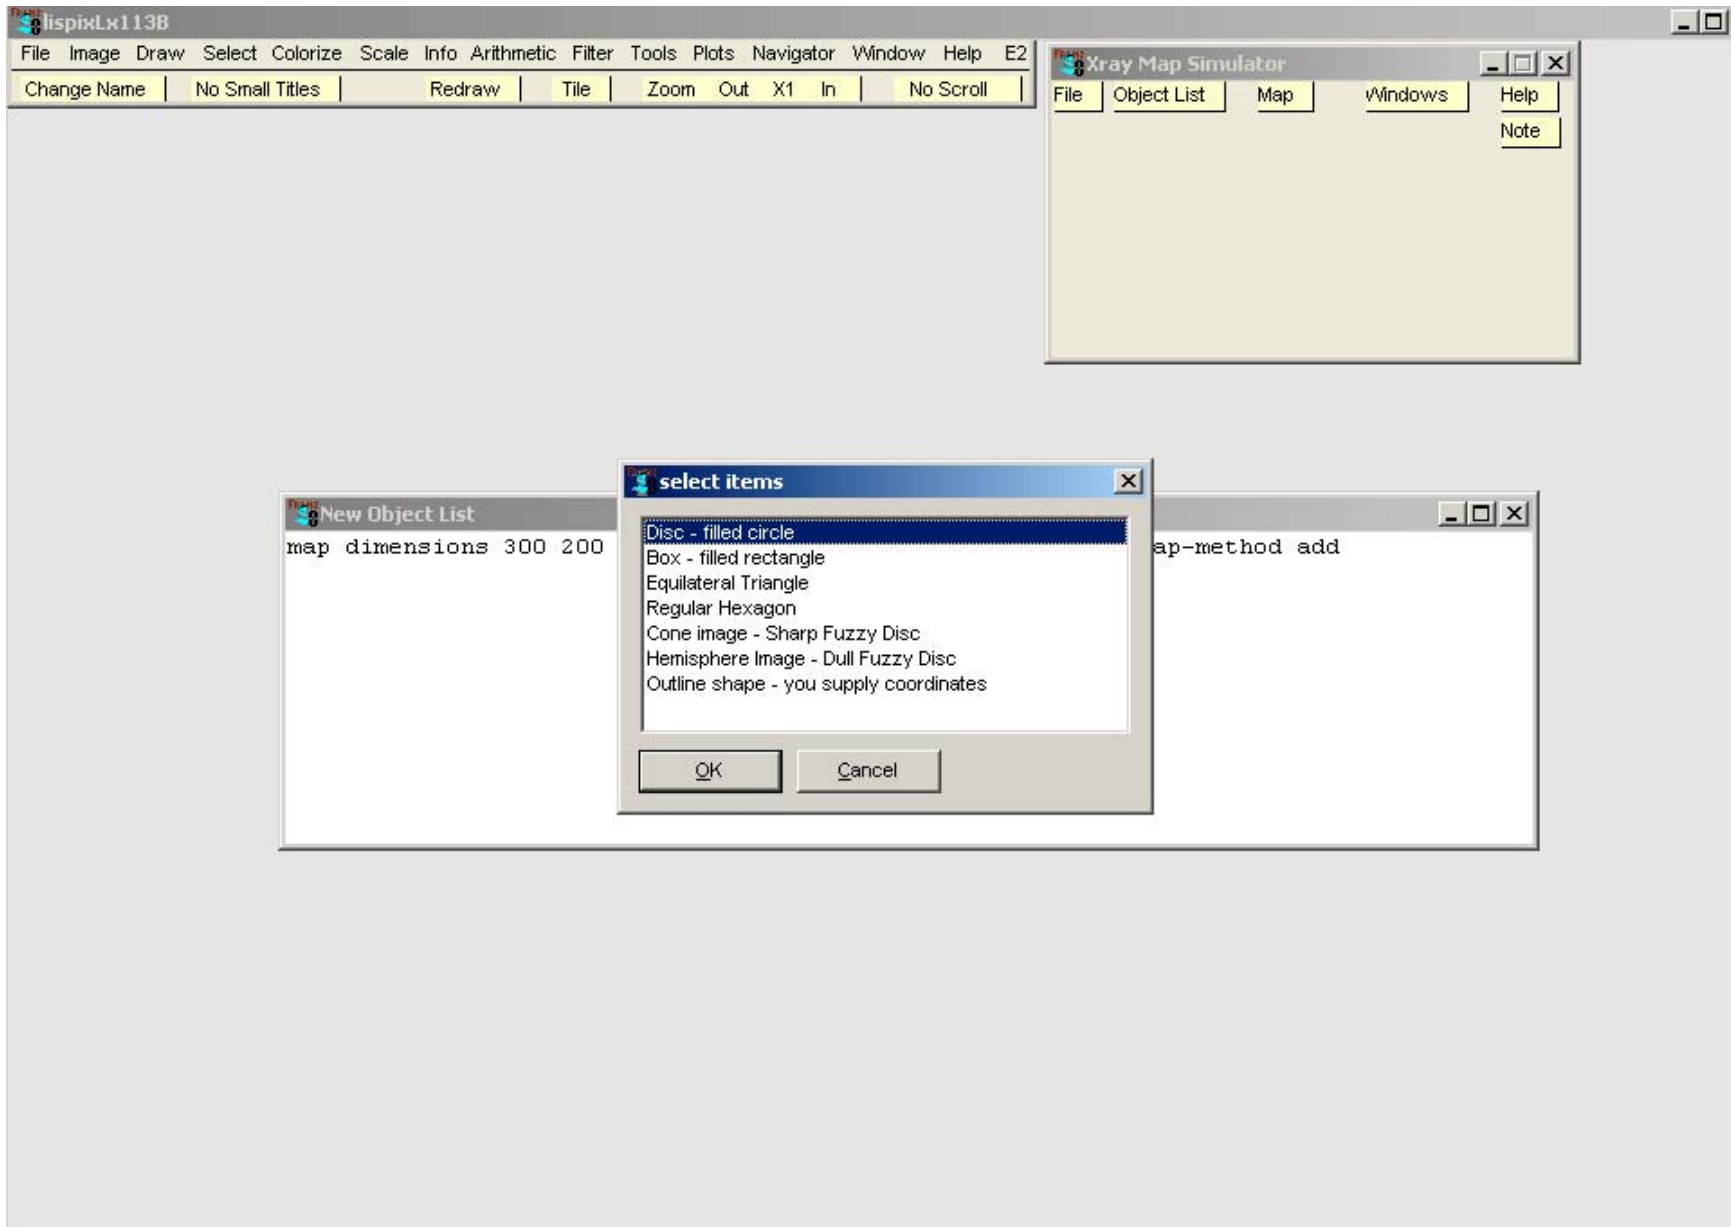 lispixLx113B
File Image Draw Select Colorize Scale Info Arithmetic Filter Tools Plots Navigator Window Help E2
Change Name No Small Titles Redraw Tile Zoom Out X1 In No Scroll
Xray Map Simulator
File Object List Map Windows Help
Note
New Object List
map dimensions 300 200 ap-method add
select items
Disc - filled circle
Box - filled rectangle
Equilateral Triangle
Regular Hexagon
Cone image - Sharp Fuzzy Disc
Hemisphere Image - Dull Fuzzy Disc
Outline shape - you supply coordinates
OK Cancel